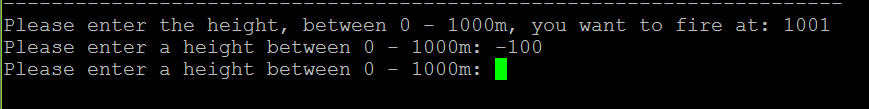 Please enter the height, between 0 - 1000m, you want to fire at: 1001
Please enter a height between 0 - 1000m: -100
Please enter a height between 0 - 1000m: